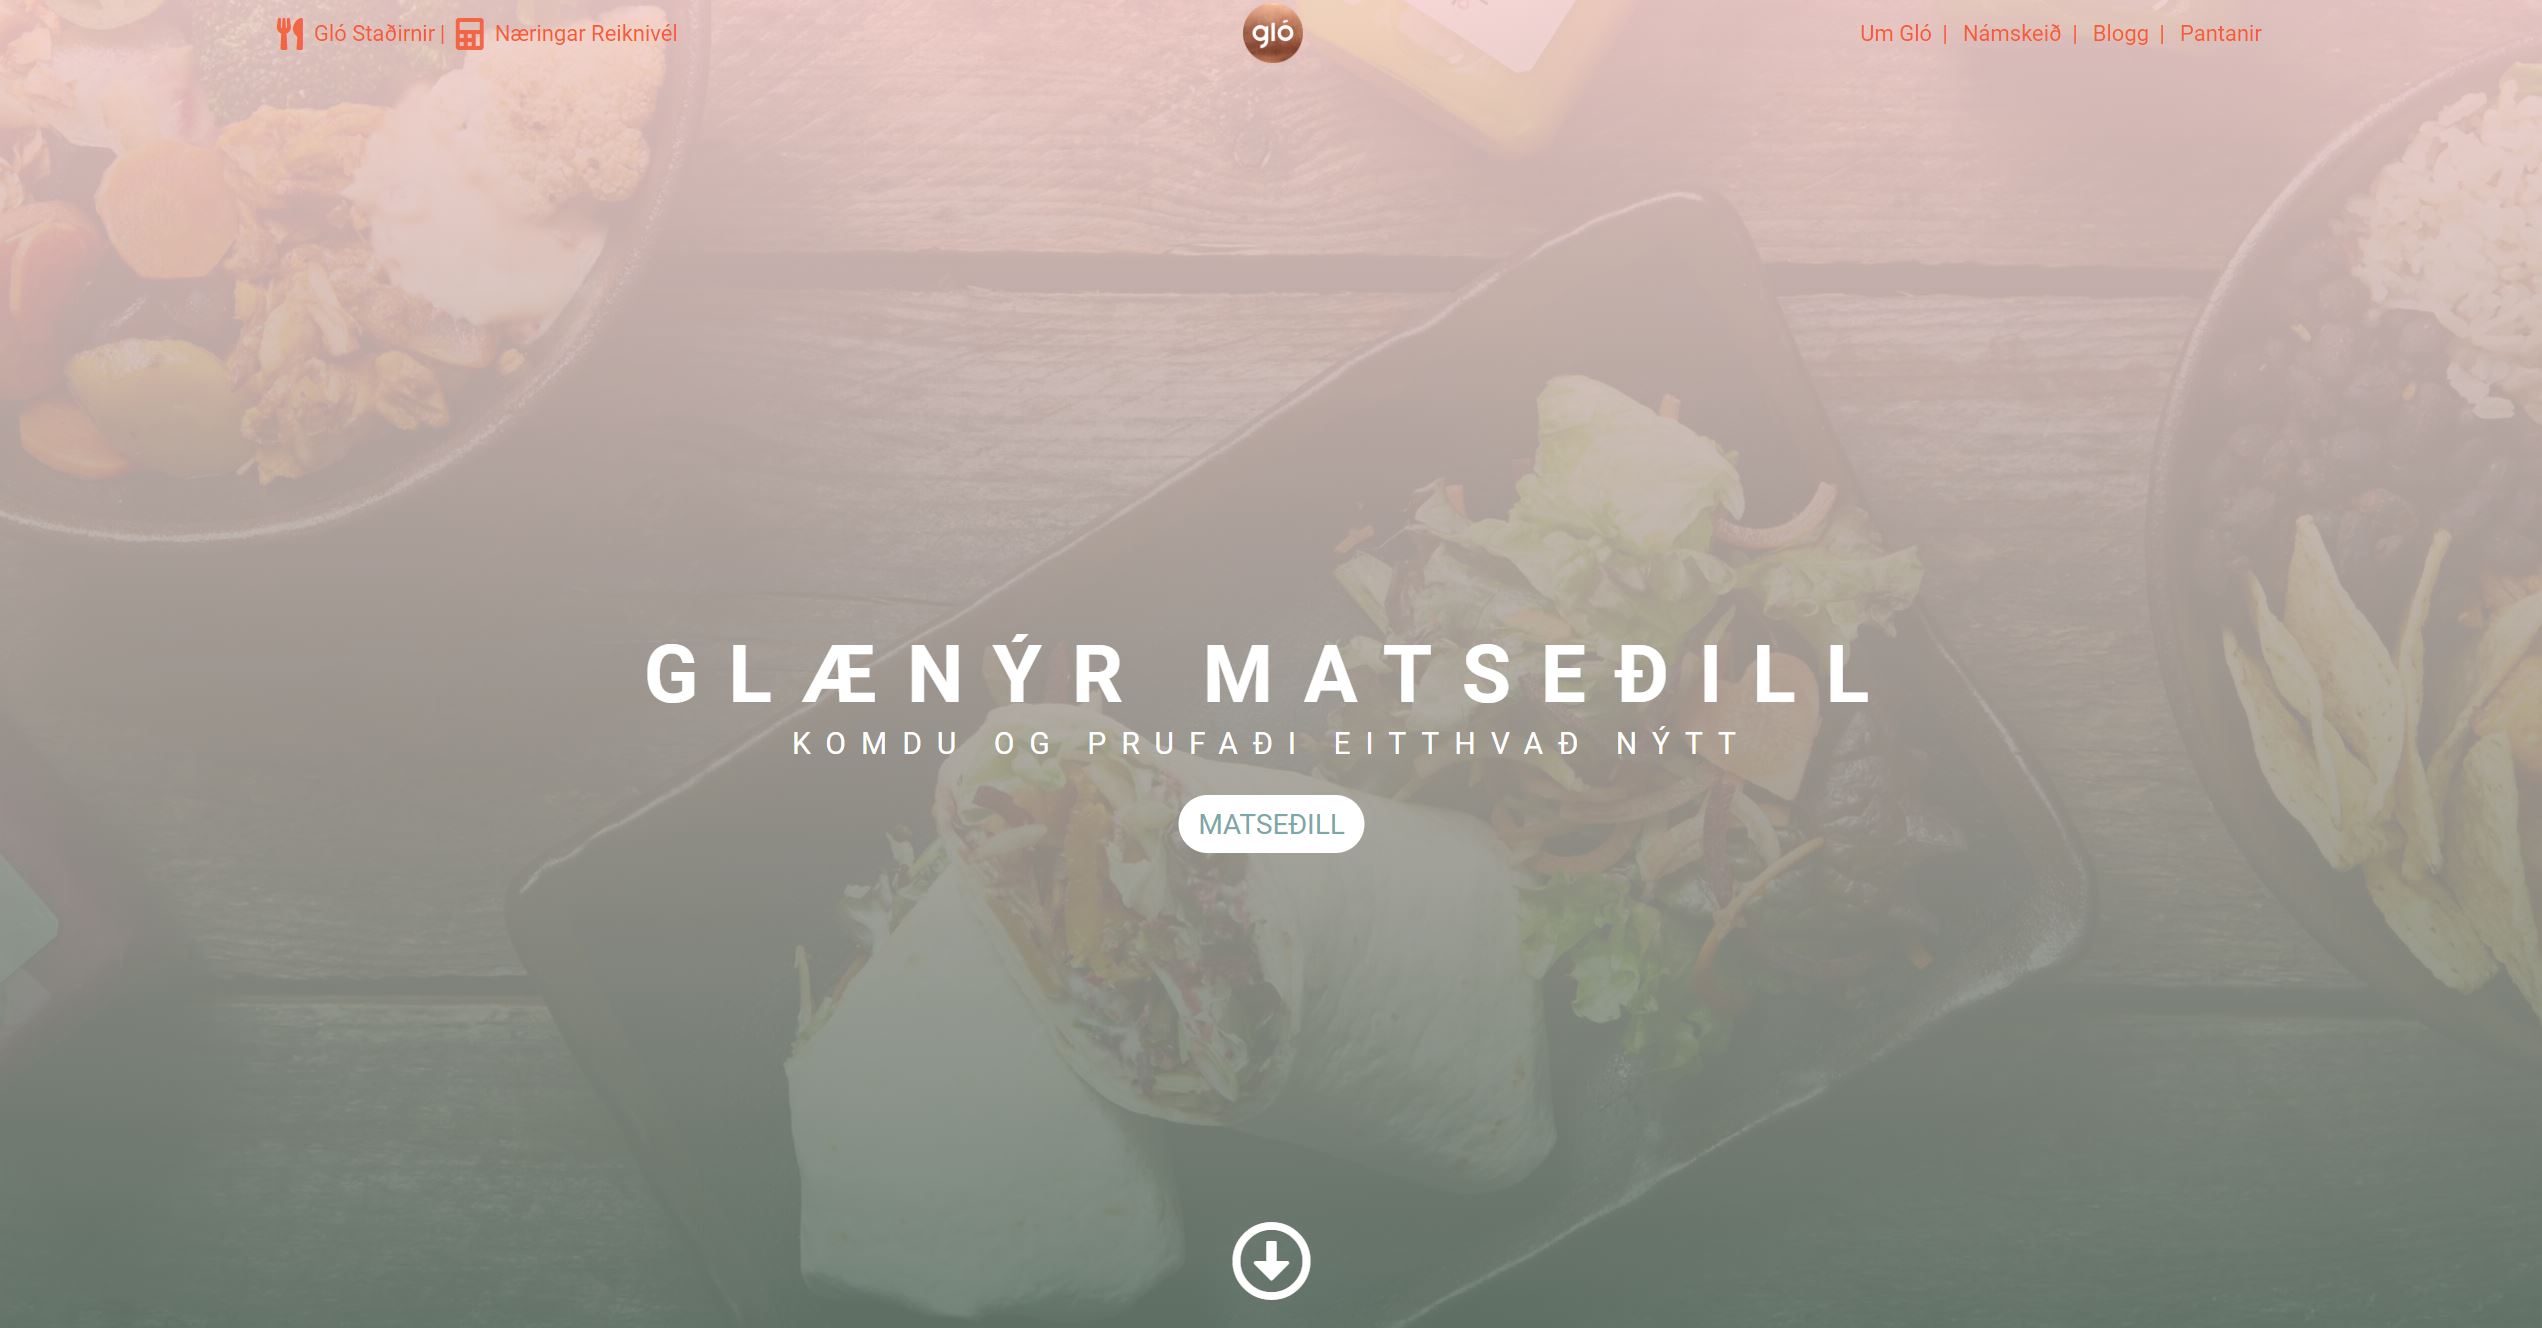 Gló Staðirnir | Næringar Reiknivél
gló
Um Gló | Námskeið | Blogg | Pantanir
GLÆNÝR MATSEÐILL
KOMDU OG PRUFAÐI EITTHVAÐ NÝTT
MATSEÐILL